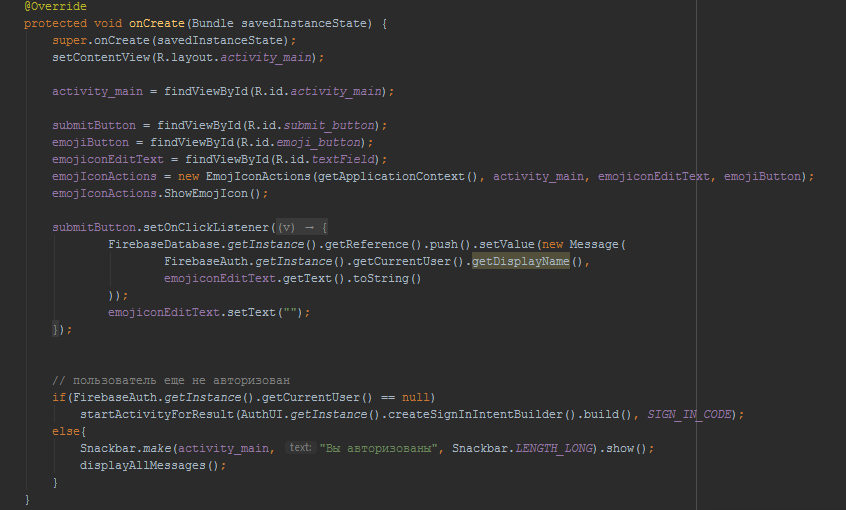 @Override
protected void onCreate(Bundle savedInstanceState) {
super.onCreate(savedInstanceState);
setContentView(R.layout.activity_main);
activity_main = findViewById(R.id.activity_main);
submitButton = findViewById(R.id.submit_button);
emojiButton = findViewById(R.id.emoji_button);
emojiconEditText = findViewById(R.id.textField);
emojIconActions = new EmojIconActions(getApplicationContext(), activity_main, emojiconEditText, emojiButton);
emojIconActions.ShowEmojIcon();
submitButton.setOnClickListener((v) → {
FirebaseDatabase.getInstance().getReference().push().setValue(new Message(
FirebaseAuth.getInstance().getCurrentUser().getDisplayName(),
emojiconEditText.getText().toString()
));
emojiconEditText.setText("");
});
// пользователь еще не авторизован
if(FirebaseAuth.getInstance().getCurrentUser() == null)
startActivityForResult(AuthUI.getInstance().createSignInIntentBuilder().build(), SIGN_IN_CODE);
else{
Snackbar.make(activity_main, text: "Вы авторизованы", Snackbar.LENGTH_LONG).show();
displayAllMessages();
}
}